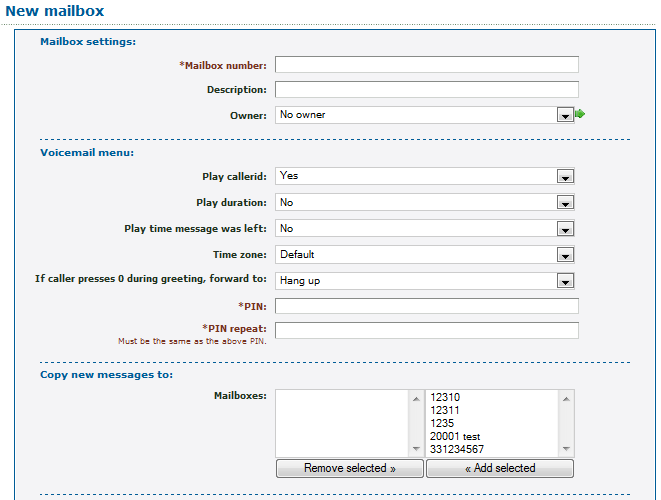 New mailbox
Mailbox settings:
*Mailbox number:
Description:
Owner: No owner
Voicemail menu:
Play callerid: Yes
Play duration: No
Play time message was left: No
Time zone: Default
If caller presses 0 during greeting, forward to: Hang up
*PIN:
*PIN repeat:
Must be the same as the above PIN.
Copy new messages to:
Mailboxes:
12310
12311
1235
20001 test
331234567
Remove selected » « Add selected